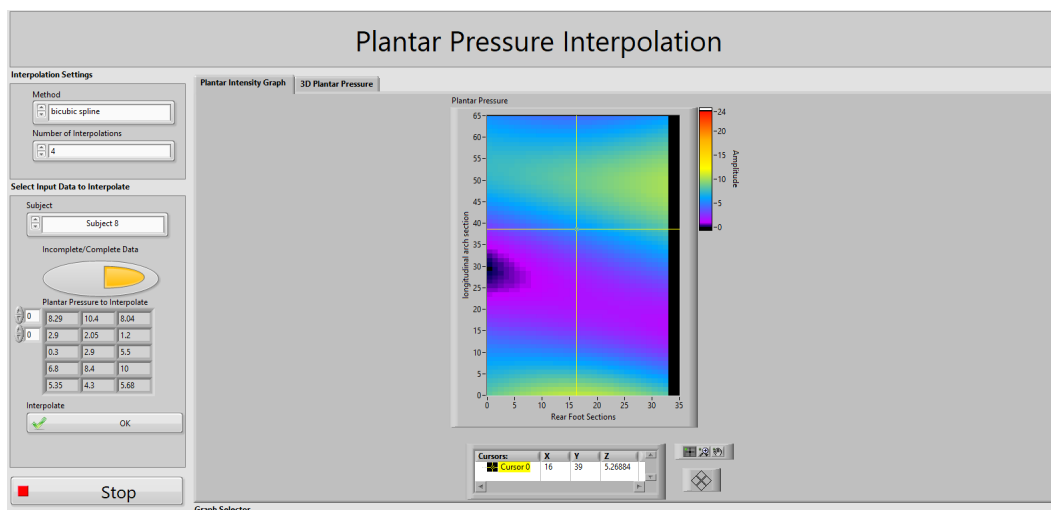 Plantar Pressure Interpolation
Interpolation Settings
Method
bicubic spline
Number of Interpolations
4
Select Input Data to Interpolate
Subject
Subject 8
Incomplete/Complete Data
Plantar Pressure to Interpolate
0 8.29 10.4 8.04
0 2.9 2.05 1.2
0.3 2.9 5.5
6.8 8.4 10
5.35 4.3 5.68
Interpolate
OK
Stop
Plantar Intensity Graph 3D Plantar Pressure
Plantar Pressure
65-
60-
55-
50-
45-
40-
35-
30-
25-
20-
15-
10-
5-
0-
longitudinal arch section
0 5 10 15 20 25 30 35
Rear Foot Sections
-24
-20
-15
-10
-5
-0
Amplitude
Cursors: X Y Z
Cursor 0 16 39 5.26884
Graph Selector